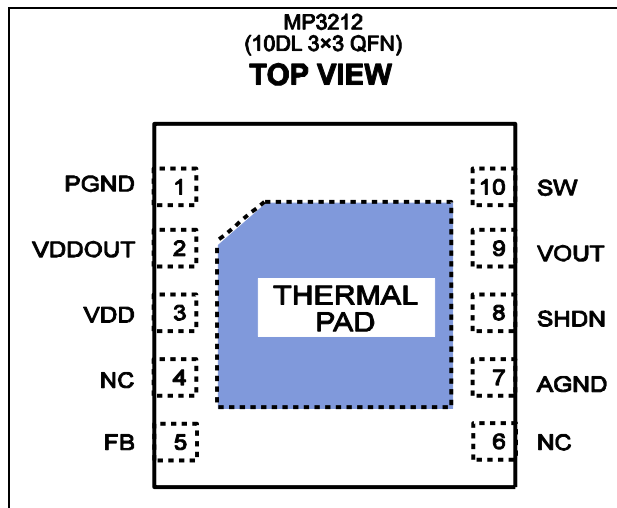 MP3212
(10DL 3×3 QFN)
TOP VIEW
PGND 1
10 SW
VDDOUT 2
9 VOUT
VDD 3
8 SHDN
NC 4
7 AGND
FB 5
6 NC
THERMAL
PAD